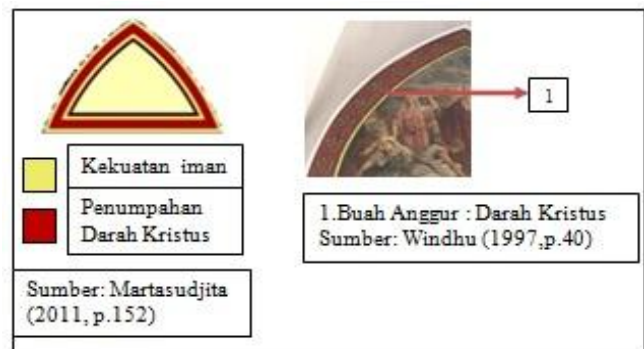 Kekuatan iman
Penumpahan
Darah Kristus
Sumber: Martasudjita
(2011, p.152)
1
1.Buah Anggur : Darah Kristus
Sumber: Windhu (1997,p.40)